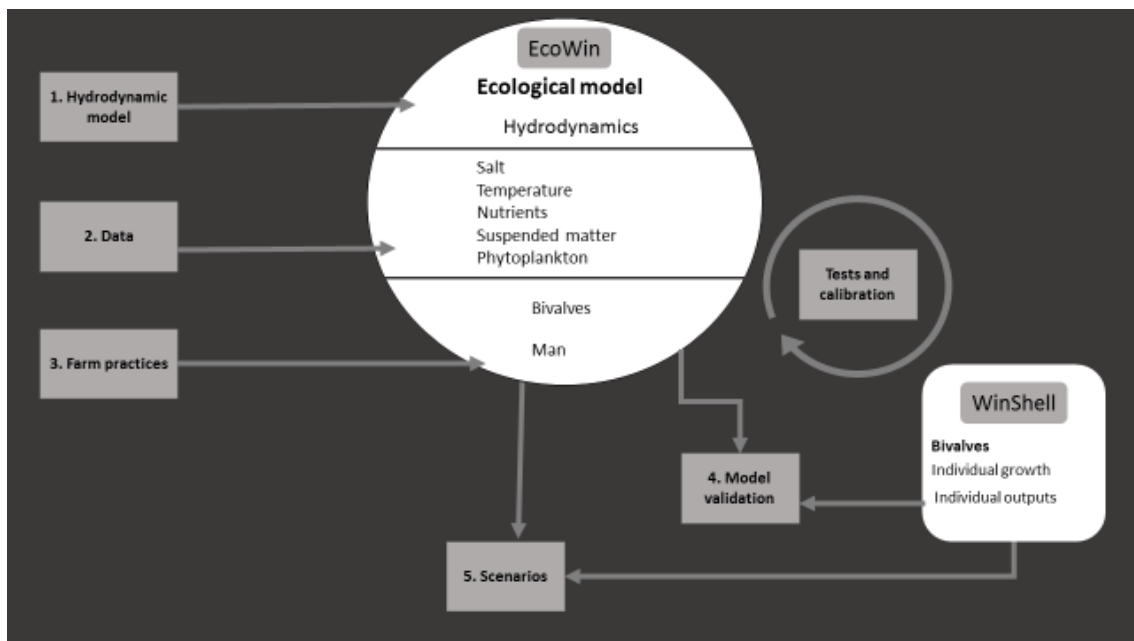 EcoWin
Ecological model
Hydrodynamics
1. Hydrodynamic
model
Salt
Temperature
Nutrients
Suspended matter
Phytoplankton
2. Data
Tests and
calibration
Bivalves
Man
3. Farm practices
WinShell
Bivalves
Individual growth
Individual outputs
4. Model
validation
5. Scenarios